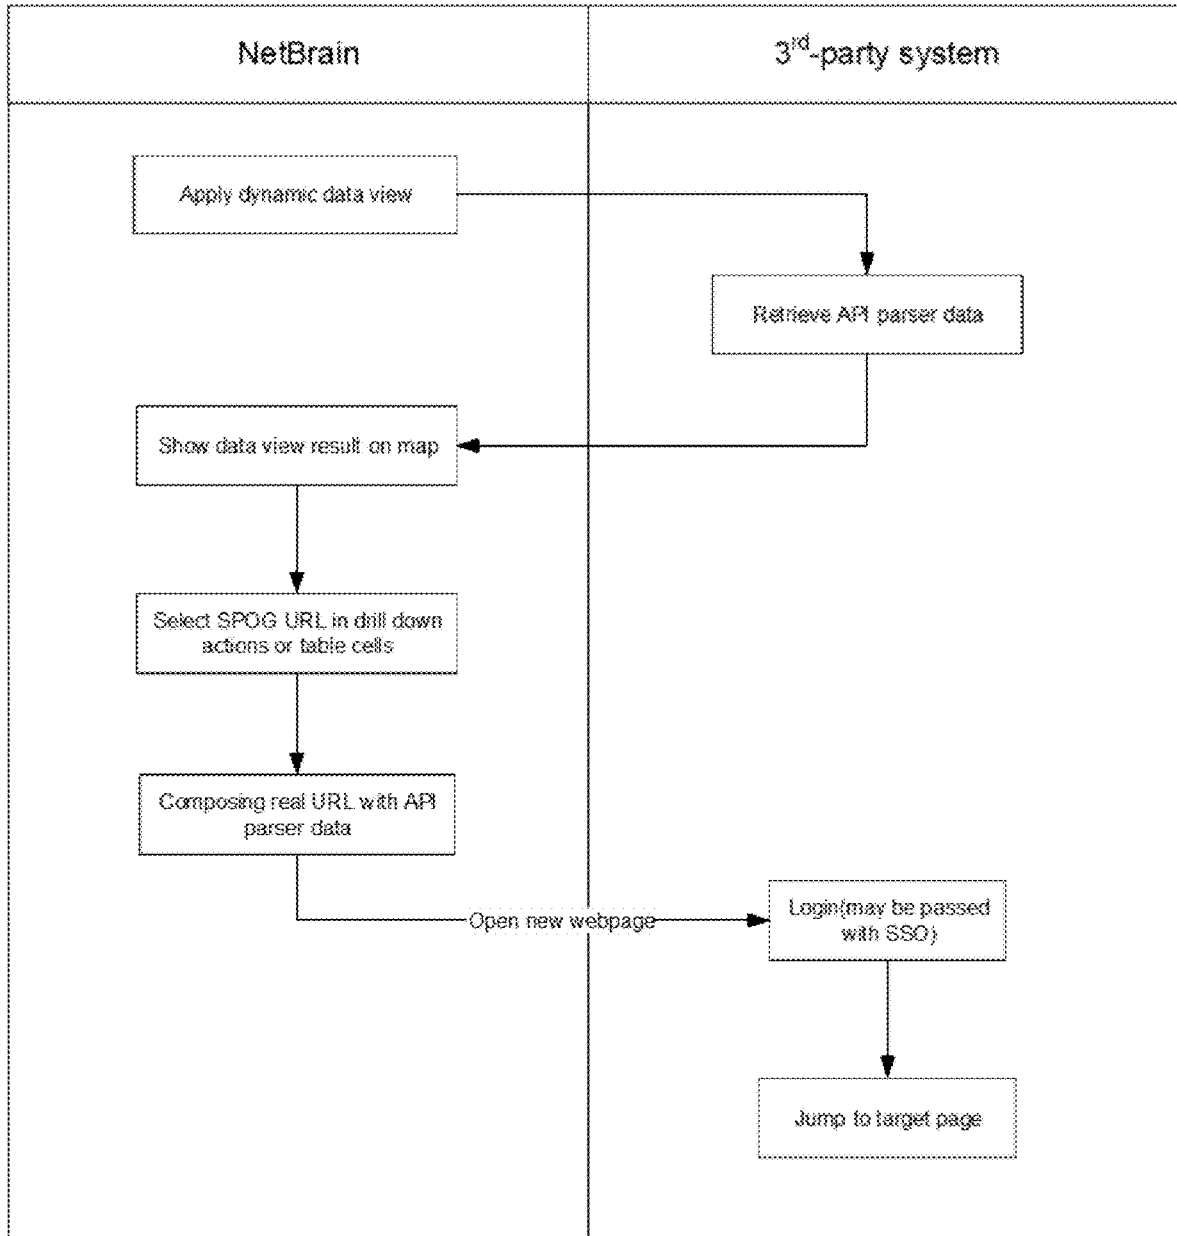 NetBrain
3rd-party system
Apply dynamic data view
Retrieve API parser data
Show data view result on map
Select SPOG URL in drill down
actions or table cells
Composing real URL with API
parser data
Open new webpage
Login(may be passed
with SSO)
Jump to target page